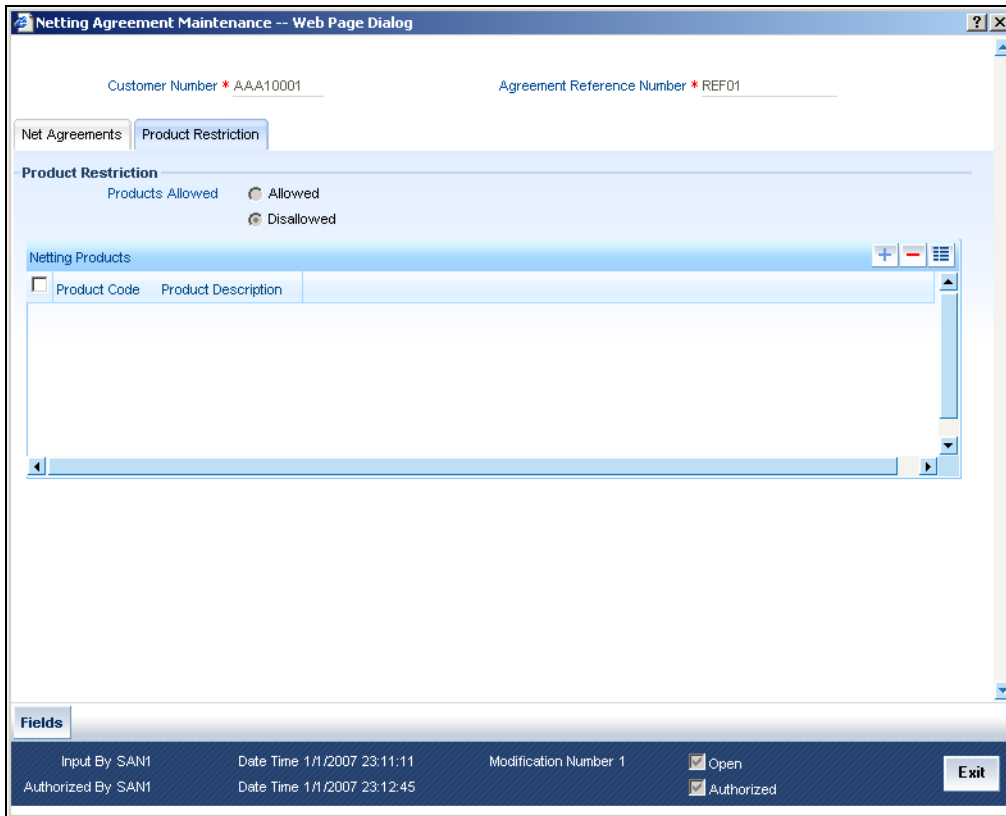 Netting Agreement Maintenance -- Web Page Dialog
Customer Number * AAA10001 Agreement Reference Number * REF01
Net Agreements Product Restriction
Product Restriction
Products Allowed Allowed
Disallowed
Netting Products
Product Code Product Description
Fields
Input By SAN1 Date Time 1/1/2007 23:11:11 Modification Number 1 Open
Authorized By SAN1 Date Time 1/1/2007 23:12:45 Authorized
Exit